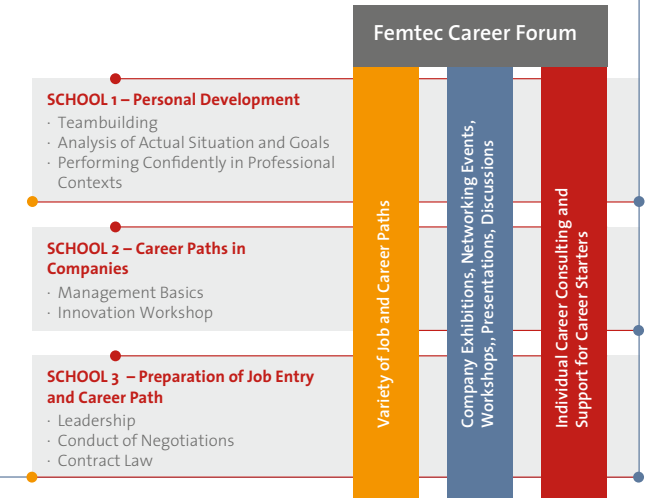 Femtec Career Forum
SCHOOL 1 – Personal Development
· Teambuilding
· Analysis of Actual Situation and Goals
· Performing Confidently in Professional
Contexts
SCHOOL 2 – Career Paths in
Companies
· Management Basics
· Innovation Workshop
SCHOOL 3 – Preparation of Job Entry
and Career Path
· Leadership
· Conduct of Negotiations
· Contract Law
Variety of Job and Career Paths
Company Exhibitions, Networking Events,
Workshops,, Presentations, Discussions
Individual Career Consulting and
Support for Career Starters